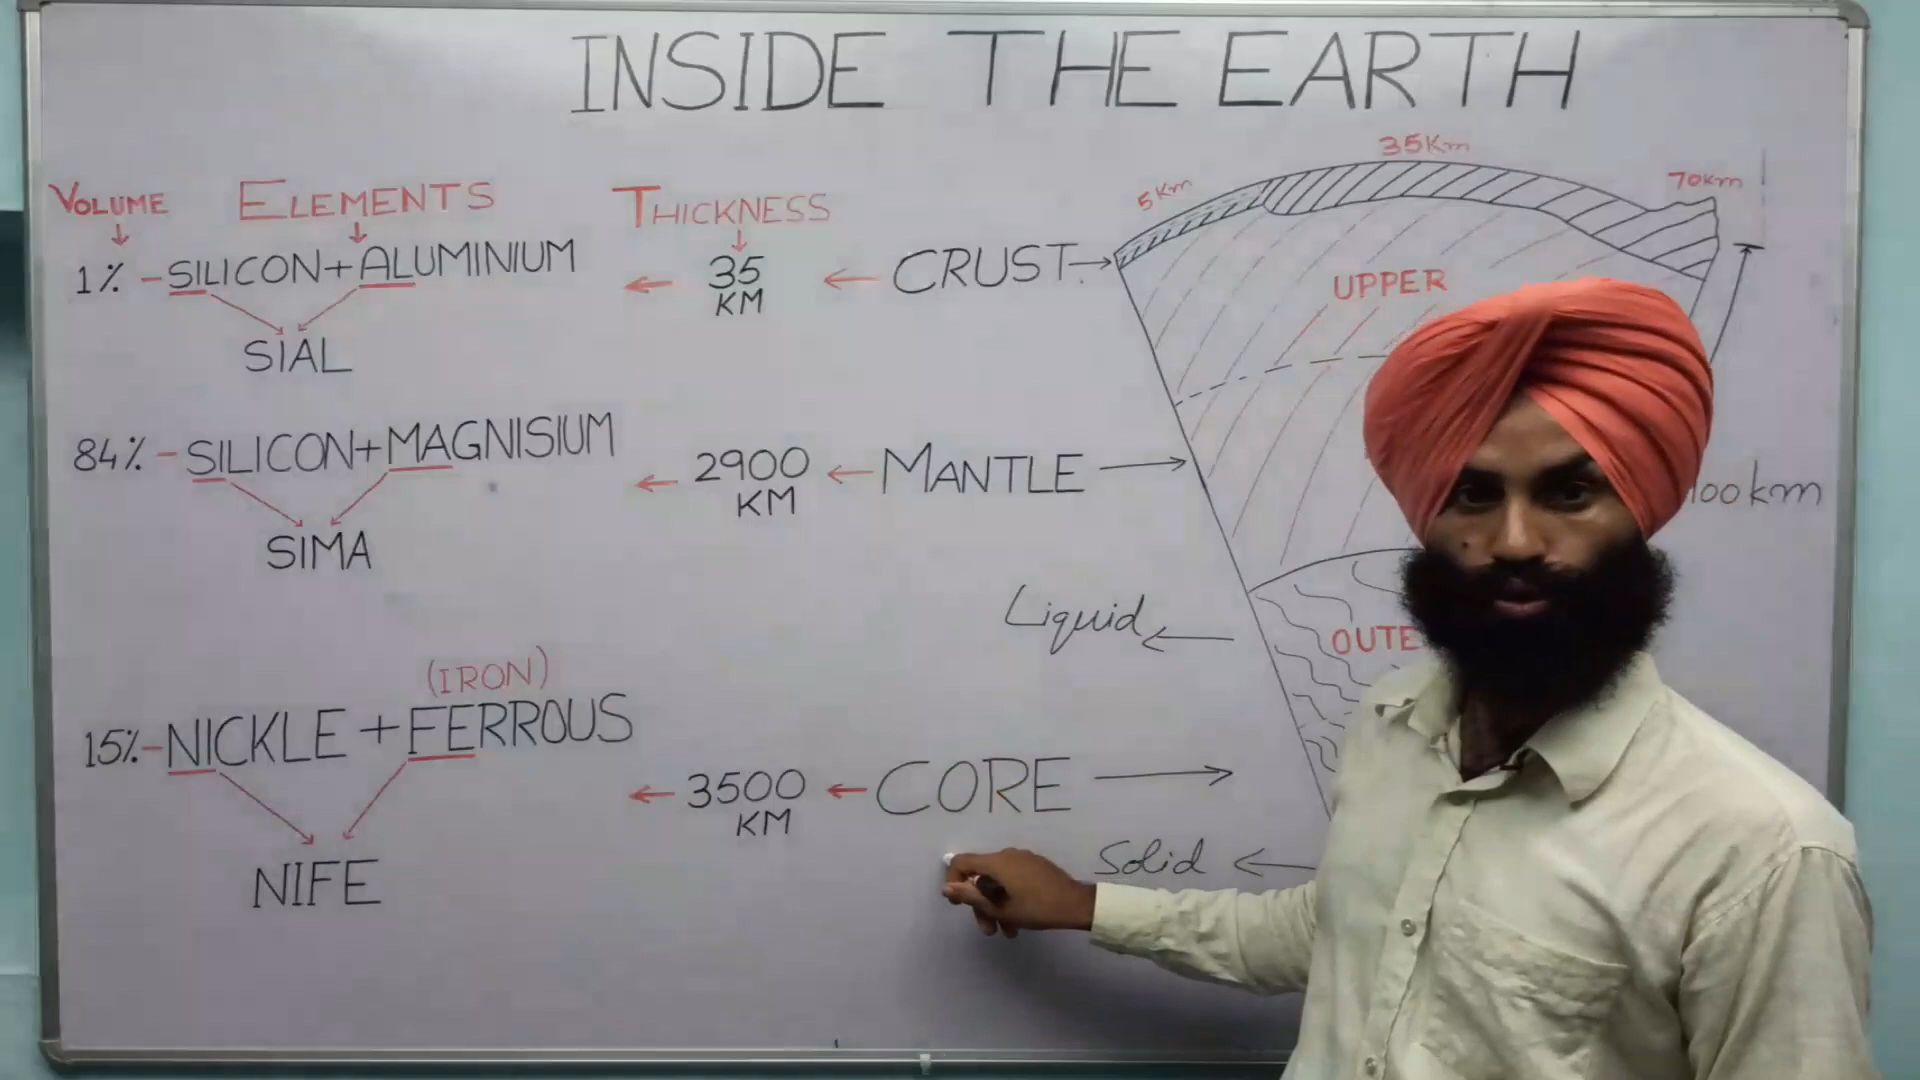 INSIDE THE EARTH
VOLUME ELEMENTS THICKNESS
1% - SILICON+ALUMINIUM ← 35 KM ← CRUST →
SIAL
84% - SILICON+MAGNISIUM ← 2900 KM ← MANTLE →
SIMA
(IRON)
15% - NICKLE + FERROUS ← 3500 KM ← CORE →
NIFE
5Km
35Km
70km
UPPER
Liquid ←
Solid ←